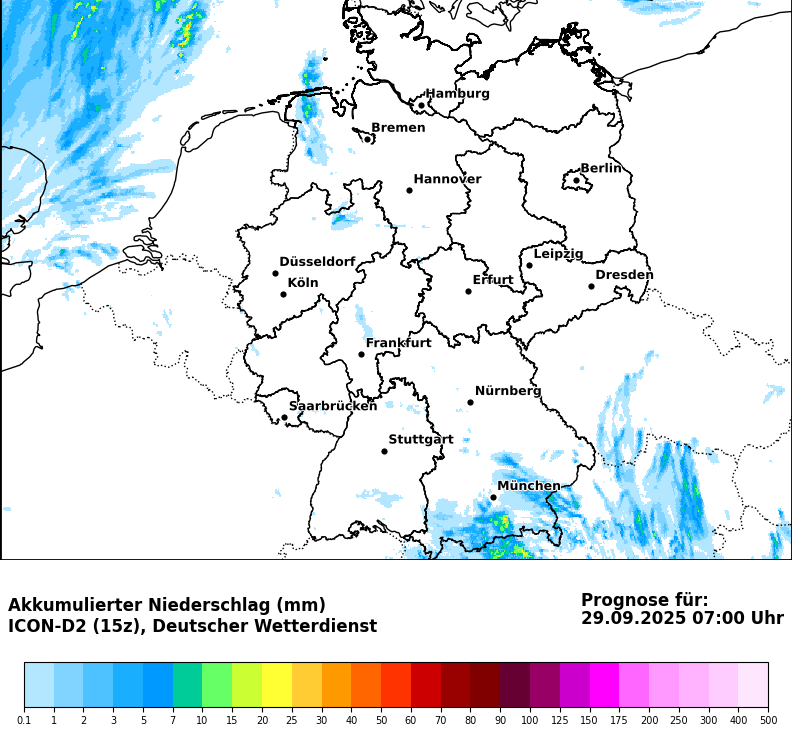 Hamburg
Bremen
Berlin
Hannover
Leipzig
Düsseldorf
Dresden
Köln
Erfurt
Frankfurt
Nürnberg
Saarbrücken
Stuttgart
München
Akkumulierter Niederschlag (mm)
ICON-D2 (15z), Deutscher Wetterdienst
Prognose für:
29.09.2025 07:00 Uhr
0.1 1 2 3 5 7 10 15 20 25 30 40 50 60 70 80 90 100 125 150 175 200 250 300 400 500